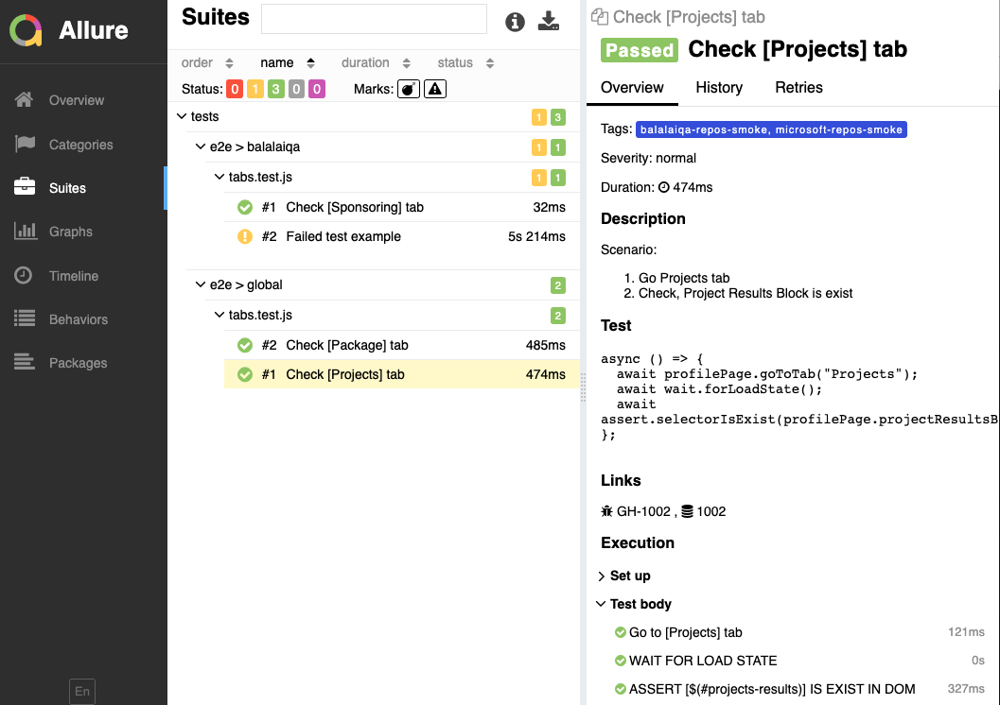 Allure
Overview
Categories
Suites
Graphs
Timeline
Behaviors
Packages
En
Suites
order name duration status
Status: 0 1 3 0 0 Marks:
tests 1 3
e2e > balalaiqa 1 1
tabs.test.js 1 1
#1 Check [Sponsoring] tab 32ms
#2 Failed test example 5s 214ms
e2e > global 2
tabs.test.js 2
#2 Check [Package] tab 485ms
#1 Check [Projects] tab 474ms
Check [Projects] tab
Passed Check [Projects] tab
Overview History Retries
Tags: balalaiqa-repos-smoke, microsoft-repos-smoke
Severity: normal
Duration: 474ms
Description
Scenario:
1. Go Projects tab
2. Check, Project Results Block is exist
Test
async () => {
await profilePage.goToTab("Projects");
await wait.forLoadState();
await
assert.selectorIsExist(profilePage.projectResultsB
};
Links
GH-1002 , 1002
Execution
Set up
Test body
Go to [Projects] tab 121ms
WAIT FOR LOAD STATE 0s
ASSERT [$(#projects-results)] IS EXIST IN DOM 327ms